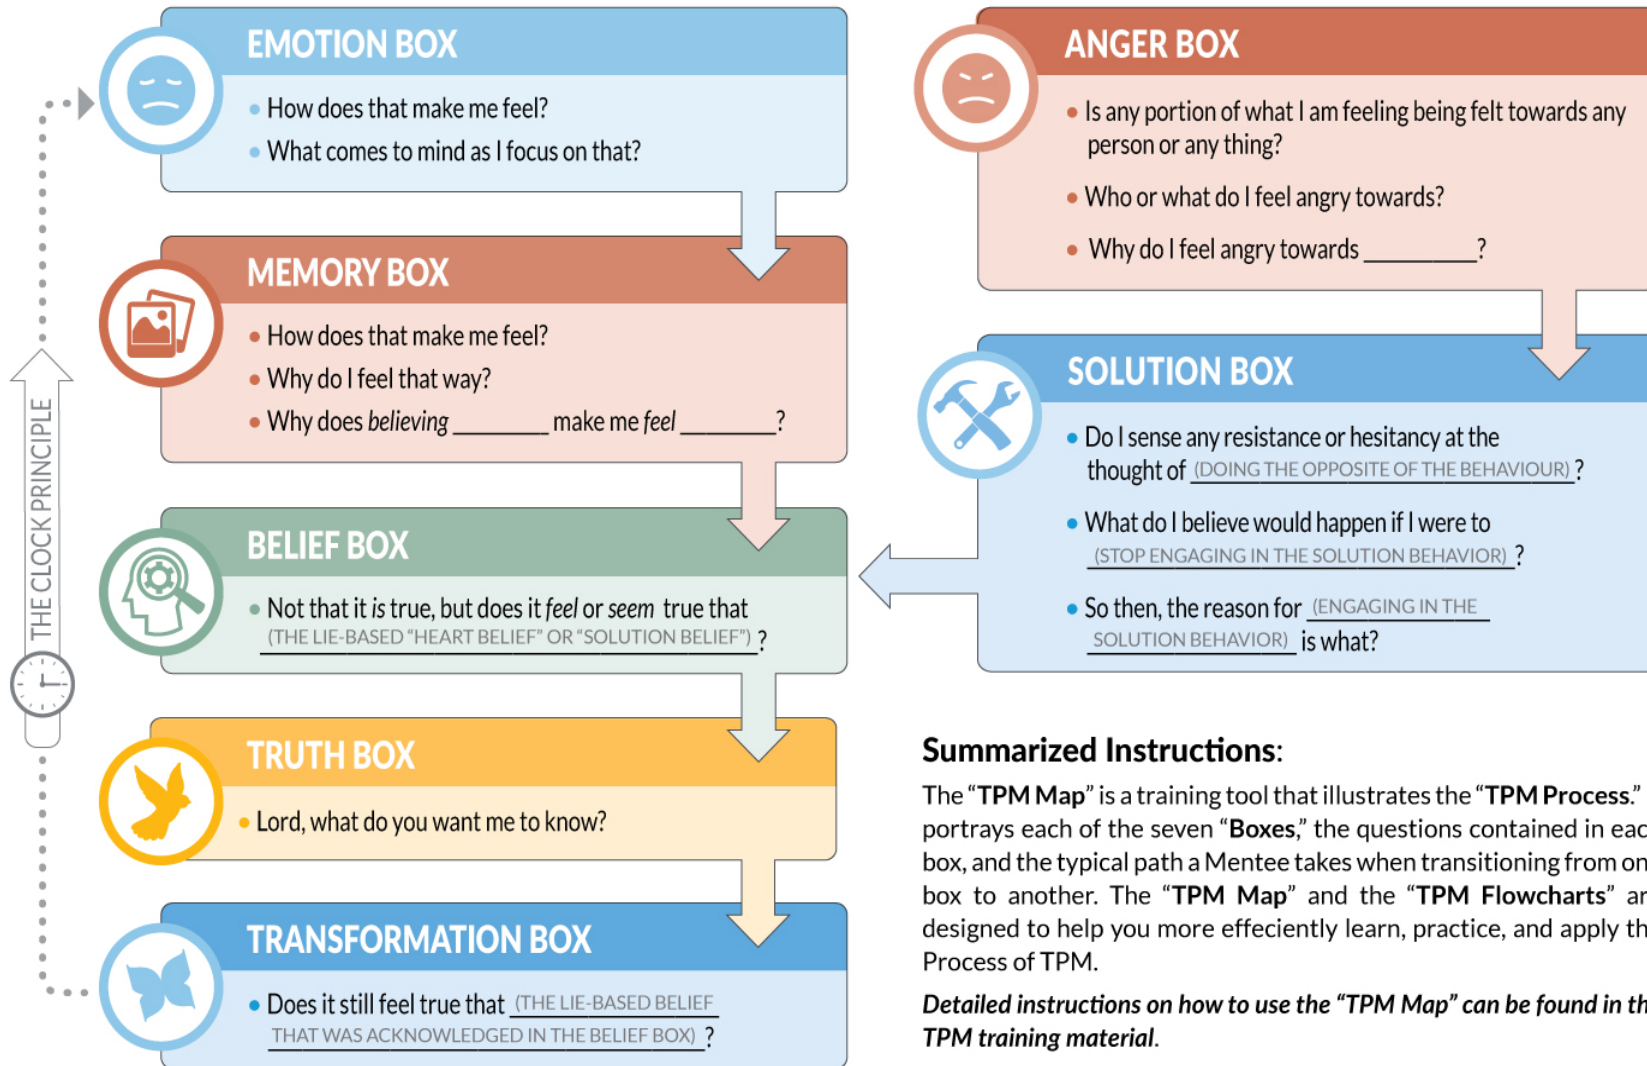 EMOTION BOX
• How does that make me feel?
• What comes to mind as I focus on that?
MEMORY BOX
• How does that make me feel?
• Why do I feel that way?
• Why does believing _________ make me feel _________?
BELIEF BOX
• Not that it is true, but does it feel or seem true that
(THE LIE-BASED “HEART BELIEF” OR “SOLUTION BELIEF”) ?
TRUTH BOX
• Lord, what do you want me to know?
TRANSFORMATION BOX
• Does it still feel true that (THE LIE-BASED BELIEF
THAT WAS ACKNOWLEDGED IN THE BELIEF BOX) ?
THE CLOCK PRINCIPLE
ANGER BOX
• Is any portion of what I am feeling being felt towards any
person or any thing?
• Who or what do I feel angry towards?
• Why do I feel angry towards __________?
SOLUTION BOX
• Do I sense any resistance or hesitancy at the
thought of (DOING THE OPPOSITE OF THE BEHAVIOUR) ?
• What do I believe would happen if I were to
(STOP ENGAGING IN THE SOLUTION BEHAVIOR) ?
• So then, the reason for (ENGAGING IN THE
SOLUTION BEHAVIOR) is what?
Summarized Instructions:
The “TPM Map” is a training tool that illustrates the “TPM Process.”
portrays each of the seven “Boxes,” the questions contained in eac
box, and the typical path a Mentee takes when transitioning from on
box to another. The “TPM Map” and the “TPM Flowcharts” ar
designed to help you more effeciently learn, practice, and apply th
Process of TPM.
Detailed instructions on how to use the “TPM Map” can be found in th
TPM training material.